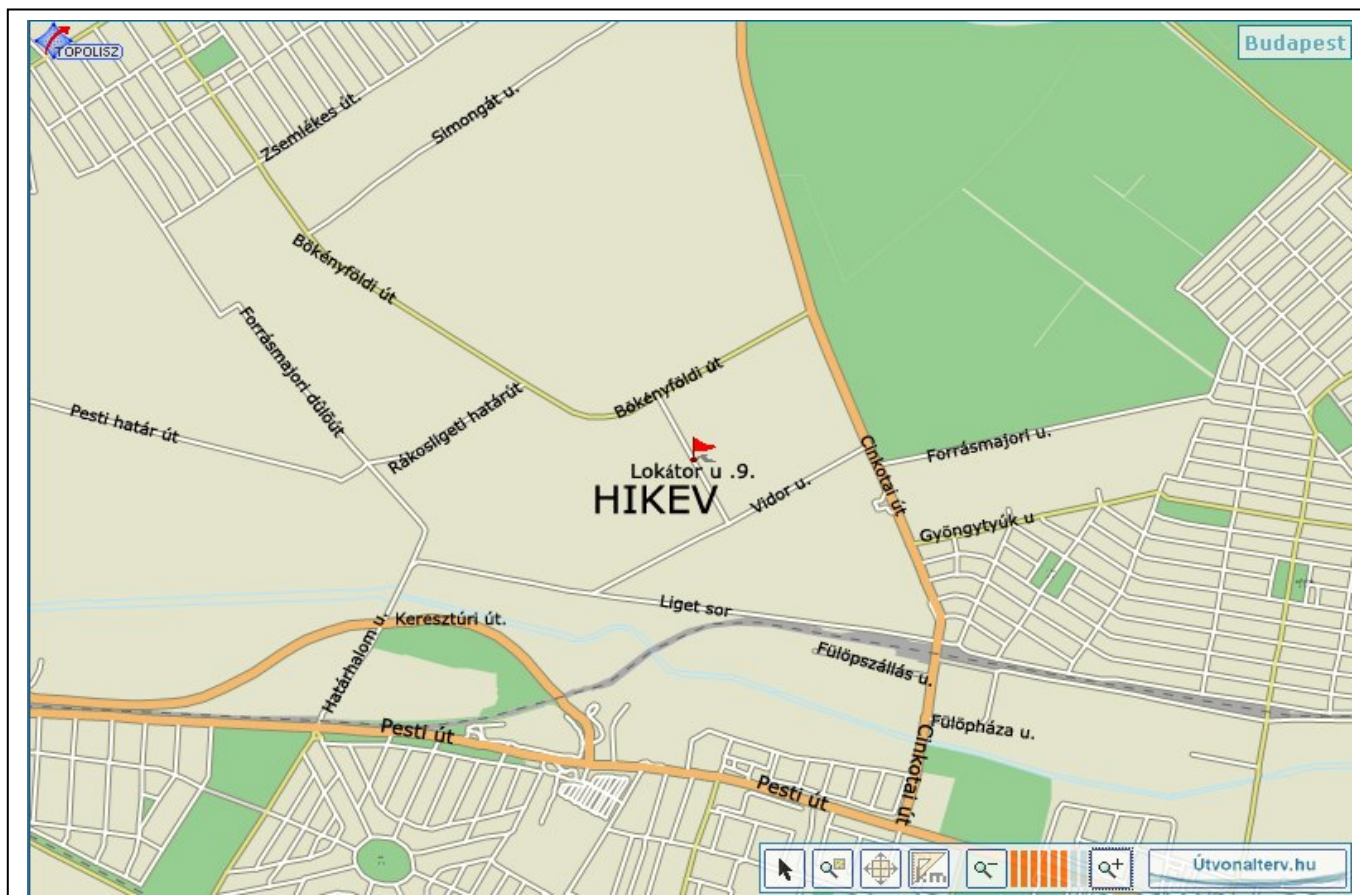 TOPOLISZ
Budapest
Zsemlékes út.
Simongát u.
Bökényföldi út
Forrásmajori dűlőút
Bökényföldi út
Pesti határ út
Rákosligeti határút
Cinkotai út
Forrásmajori u.
Lokátor u .9.
HIKEV
Vidor u.
Gyöngytyúk u
Liget sor
Határhalom u.
Keresztúri út.
Fülöpszállás u.
Fülöpháza u.
Pesti út
Cinkotai út
Pesti út
k.m
Útvonalterv.hu